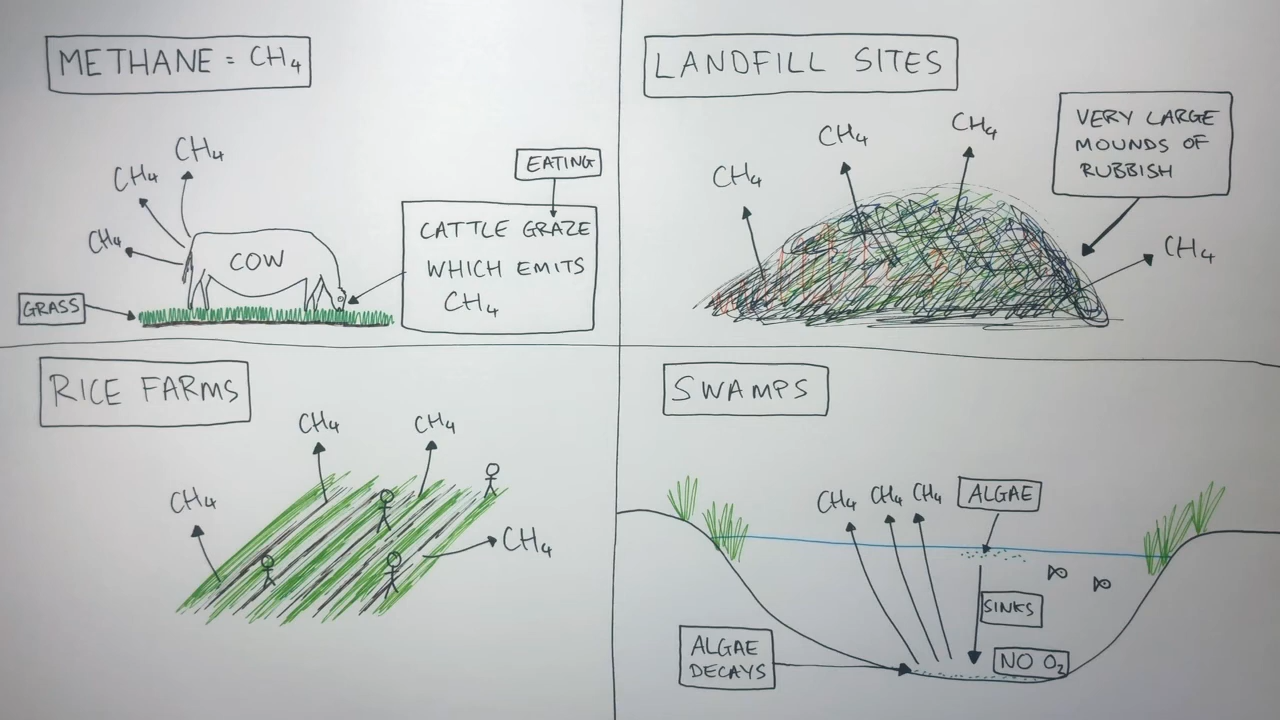 METHANE = CH₄
CH₄
CH₄
CH₄
COW
GRASS
EATING
CATTLE GRAZE
WHICH EMITS
CH₄
LANDFILL SITES
CH₄
CH₄
CH₄
CH₄
VERY LARGE
MOUNDS OF
RUBBISH
RICE FARMS
CH₄
CH₄
CH₄
CH₄
SWAMPS
CH₄ CH₄ CH₄
ALGAE
SINKS
NO O₂
ALGAE
DECAYS